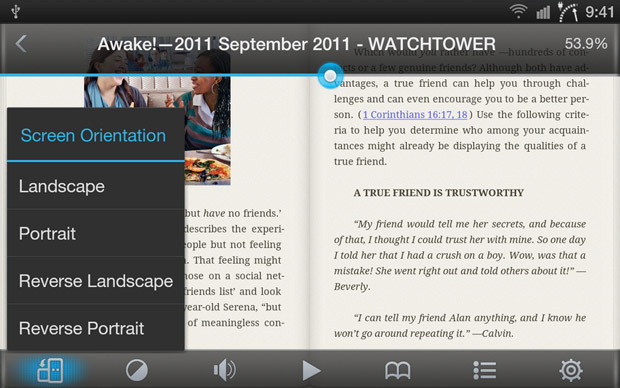 9:41
Awake!—2011 September 2011 - WATCHTOWER
53.9%
Screen Orientation
Landscape
Portrait
Reverse Landscape
Reverse Portrait
but have no friends.’
describes the experi-
ople but not feeling
. That feeling might
ose on a social net-
friends list’ and look
year-old Serena, “but
of meaningless con-
Which would you rather have —hundreds of con-
cts or a few genuine friends? Although both have ad-
vantages, a true friend can help you through chal-
lenges and can even encourage you to be a better per-
son. (1 Corinthians 16:17, 18) Use the following crite-
ria to help you determine who among your acquain-
tances might already be displaying the qualities of a
true friend.
A TRUE FRIEND IS TRUSTWORTHY
“My friend would tell me her secrets, and because
of that, I thought I could trust her with mine. So one day
I told her that I had a crush on a boy. Wow, was that a
mistake! She went right out and told others about it!” —
Beverly.
“I can tell my friend Alan anything, and I know he
won’t go around repeating it.” —Calvin.